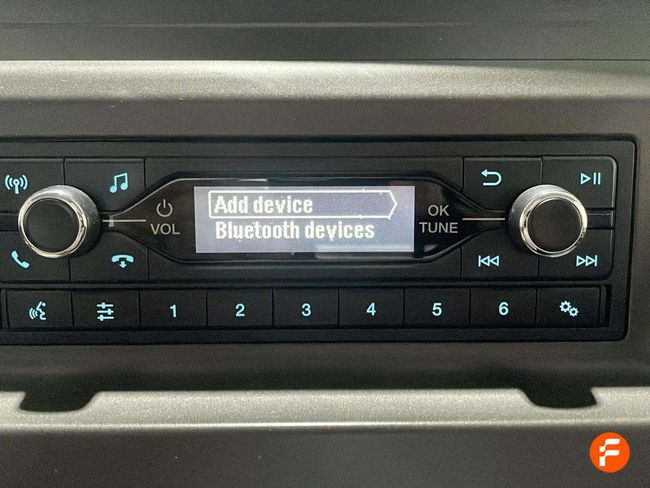 Add device
Bluetooth devices
VOL
OK
TUNE
1 2 3 4 5 6
F